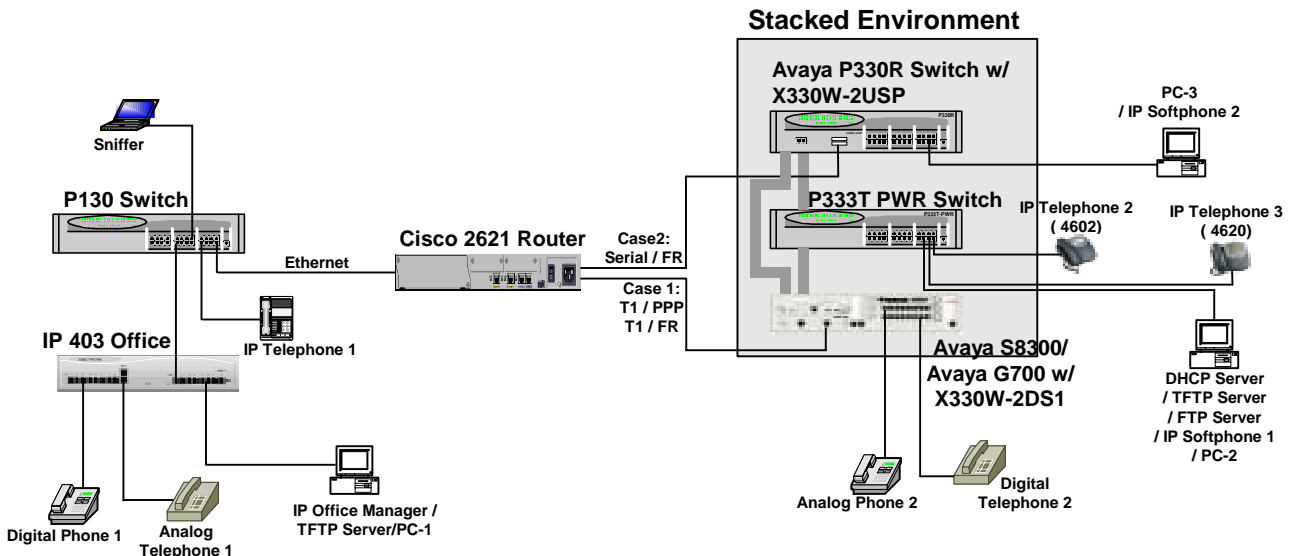 Stacked Environment
Avaya P330R Switch w/
X330W-2USP
P330R
PC-3
/ IP Softphone 2
Sniffer
P130 Switch
P333T PWR Switch
P333T-PWR
IP Telephone 2
( 4602)
IP Telephone 3
( 4620)
Cisco 2621 Router
Case2:
Serial / FR
Ethernet
Case 1:
T1 / PPP
T1 / FR
IP Telephone 1
IP 403 Office
Avaya S8300/
Avaya G700 w/
X330W-2DS1
DHCP Server
/ TFTP Server
/ FTP Server
/ IP Softphone 1
/ PC-2
IP Office Manager /
TFTP Server/PC-1
Digital Phone 1
Analog
Telephone 1
Analog Phone 2
Digital
Telephone 2